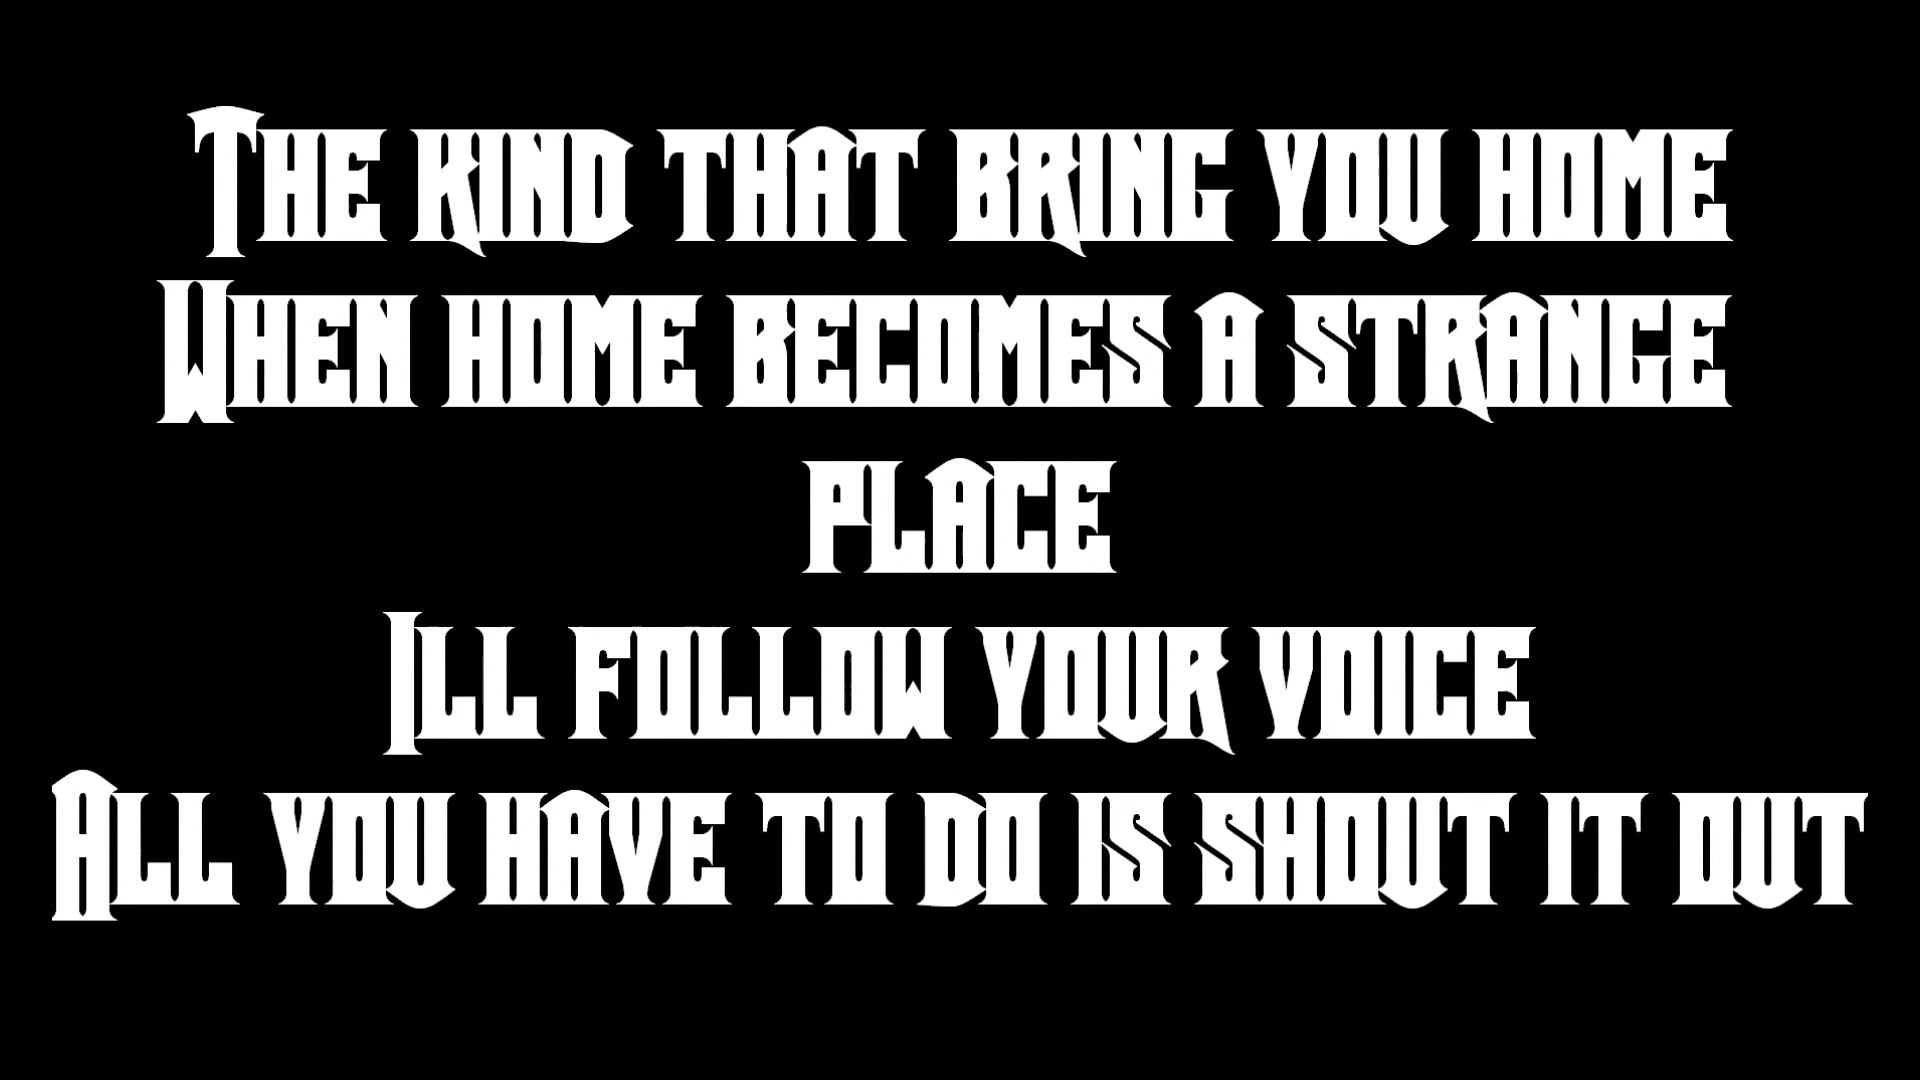 The kind that bring you home
When home becomes a strange
place
Ill follow your voice
All you have to do is shout it out